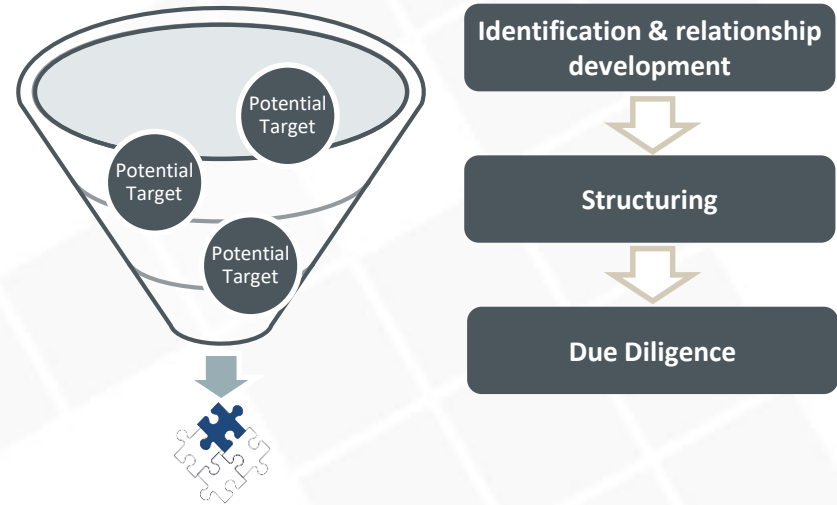 Potential
Target
Potential
Target
Potential
Target
Identification & relationship
development
Structuring
Due Diligence